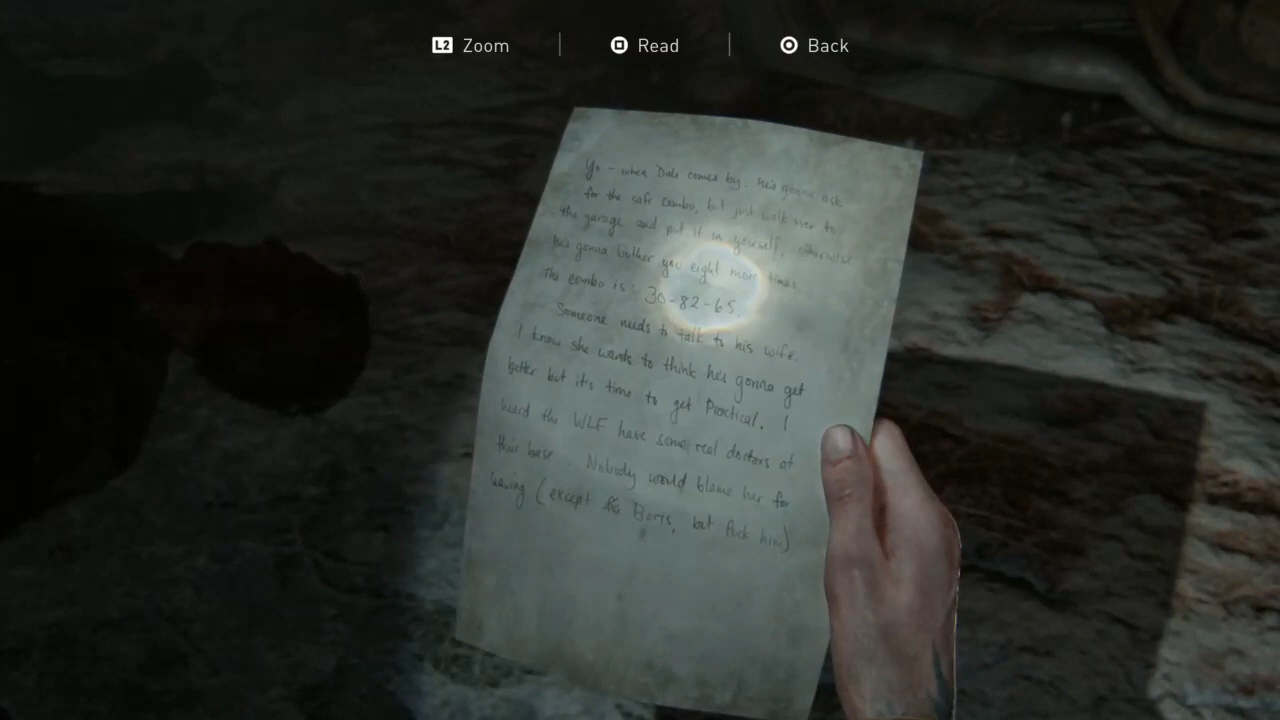 L2 Zoom | Read | Back
Yo - when Dale comes by, he's gonna ask
for the safe combo, but just walk over to
the garage and put it in yourself, otherwise
he's gonna bother you eight more times.
The combo is: 30-82-65.
Someone needs to talk to his wife.
I know she wants to think he's gonna get
better but it's time to get Practical. I
heard the WLF have some real doctors at
their base. Nobody would blame her for
leaving (except Boris, but fuck him)